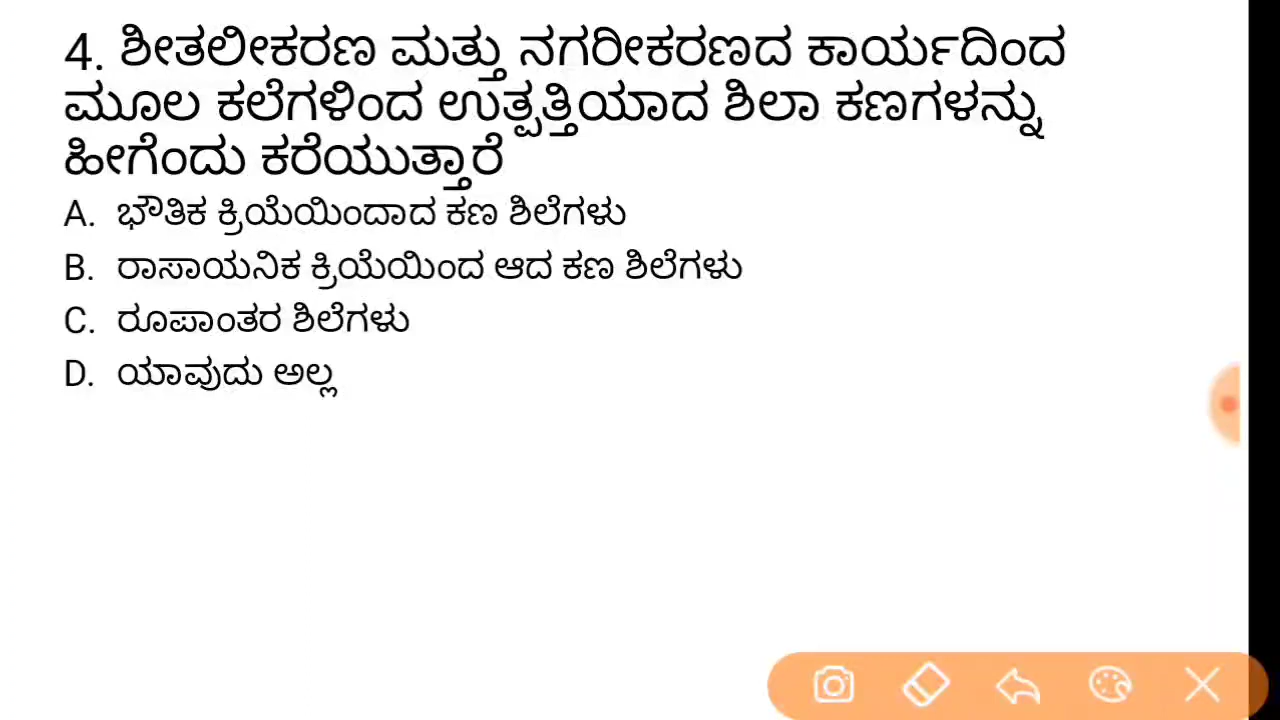 4. ಶೀತಲೀಕರಣ ಮತ್ತು ನಗರೀಕರಣದ ಕಾರ್ಯದಿಂದ
ಮೂಲ ಕಲೆಗಳಿಂದ ಉತ್ಪತ್ತಿಯಾದ ಶಿಲಾ ಕಣಗಳನ್ನು
ಹೀಗೆಂದು ಕರೆಯುತ್ತಾರೆ
A. ಭೌತಿಕ ಕ್ರಿಯೆಯಿಂದಾದ ಕಣ ಶಿಲೆಗಳು
B. ರಾಸಾಯನಿಕ ಕ್ರಿಯೆಯಿಂದ ಆದ ಕಣ ಶಿಲೆಗಳು
C. ರೂಪಾಂತರ ಶಿಲೆಗಳು
D. ಯಾವುದು ಅಲ್ಲ